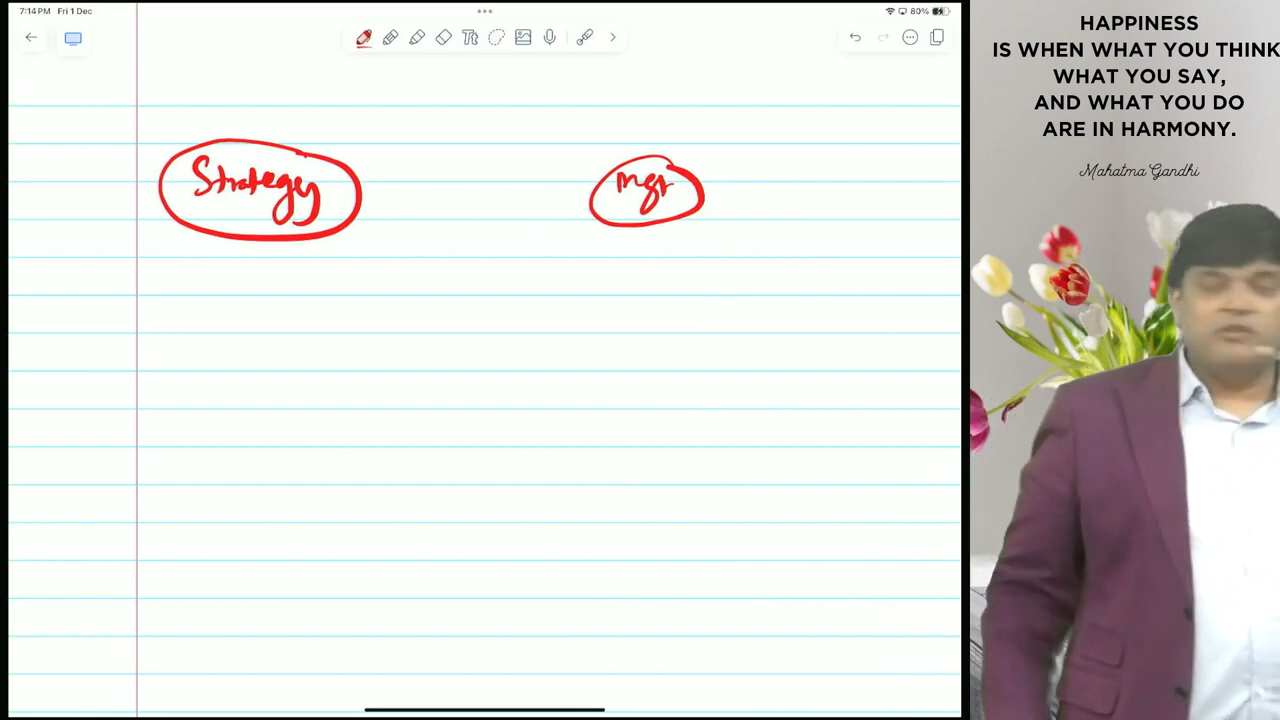 7:14 PM Fri 1 Dec
80%
Strategy
mgt
HAPPINESS
IS WHEN WHAT YOU THINK
WHAT YOU SAY,
AND WHAT YOU DO
ARE IN HARMONY.
Mahatma Gandhi